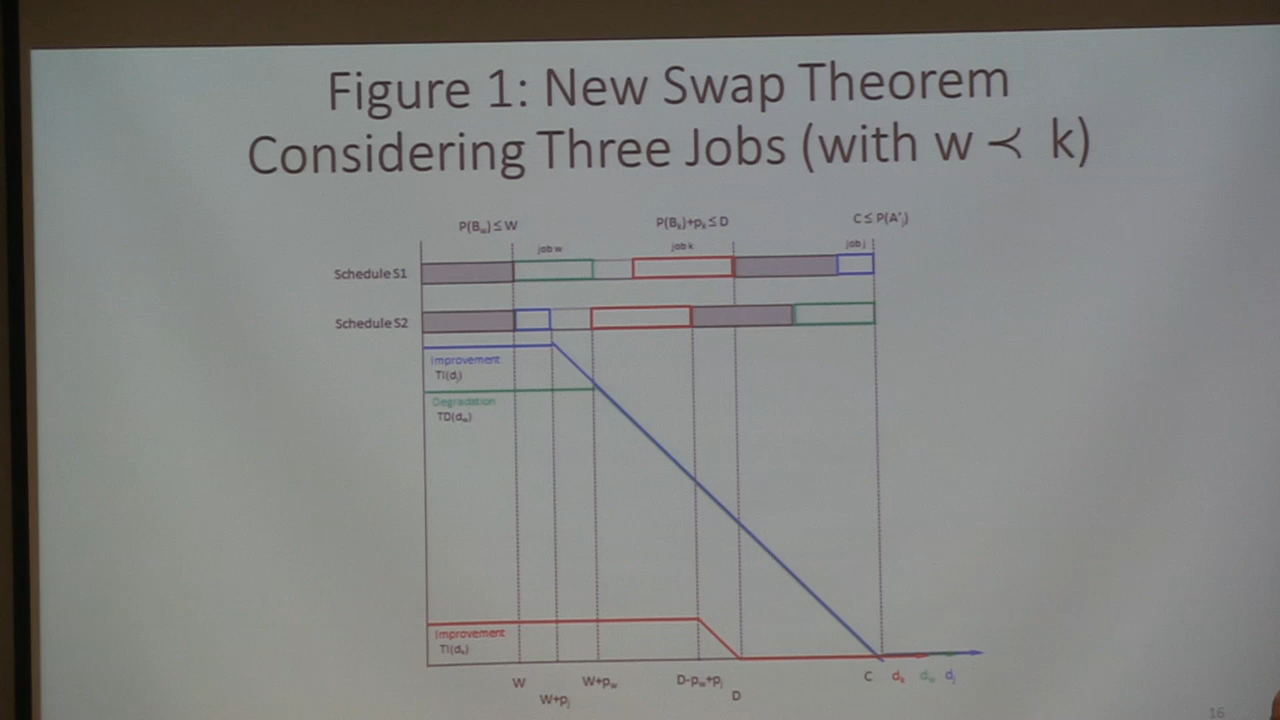 Figure 1: New Swap Theorem
Considering Three Jobs (with w ≺ k)
P(Bw)≤W P(Bk)+pk≤D C≤P(A'j)
job w job k job j
Schedule S1
Schedule S2
Improvement
TI(dj)
Degradation
TD(dw)
Improvement
TI(dk)
W W+pw D-pw+pj C dk dw dj
W+pj D
16